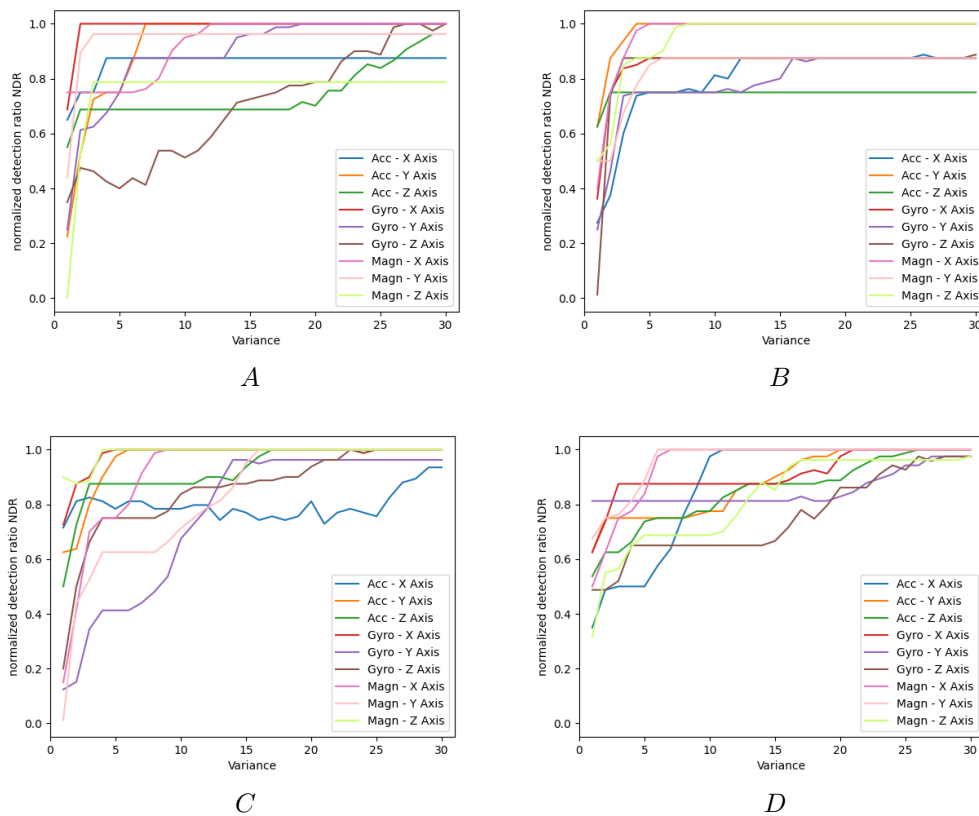 1.0
0.8
0.6
0.4
0.2
0.0
normalized detection ratio NDR
0
5
10
15
20
25
30
Variance
Acc - X Axis
Acc - Y Axis
Acc - Z Axis
Gyro - X Axis
Gyro - Y Axis
Gyro - Z Axis
Magn - X Axis
Magn - Y Axis
Magn - Z Axis
A
1.0
0.8
0.6
0.4
0.2
0.0
normalized detection ratio NDR
0
5
10
15
20
25
30
Variance
Acc - X Axis
Acc - Y Axis
Acc - Z Axis
Gyro - X Axis
Gyro - Y Axis
Gyro - Z Axis
Magn - X Axis
Magn - Y Axis
Magn - Z Axis
B
1.0
0.8
0.6
0.4
0.2
0.0
normalized detection ratio NDR
0
5
10
15
20
25
30
Variance
Acc - X Axis
Acc - Y Axis
Acc - Z Axis
Gyro - X Axis
Gyro - Y Axis
Gyro - Z Axis
Magn - X Axis
Magn - Y Axis
Magn - Z Axis
C
1.0
0.8
0.6
0.4
0.2
0.0
normalized detection ratio NDR
0
5
10
15
20
25
30
Variance
Acc - X Axis
Acc - Y Axis
Acc - Z Axis
Gyro - X Axis
Gyro - Y Axis
Gyro - Z Axis
Magn - X Axis
Magn - Y Axis
Magn - Z Axis
D